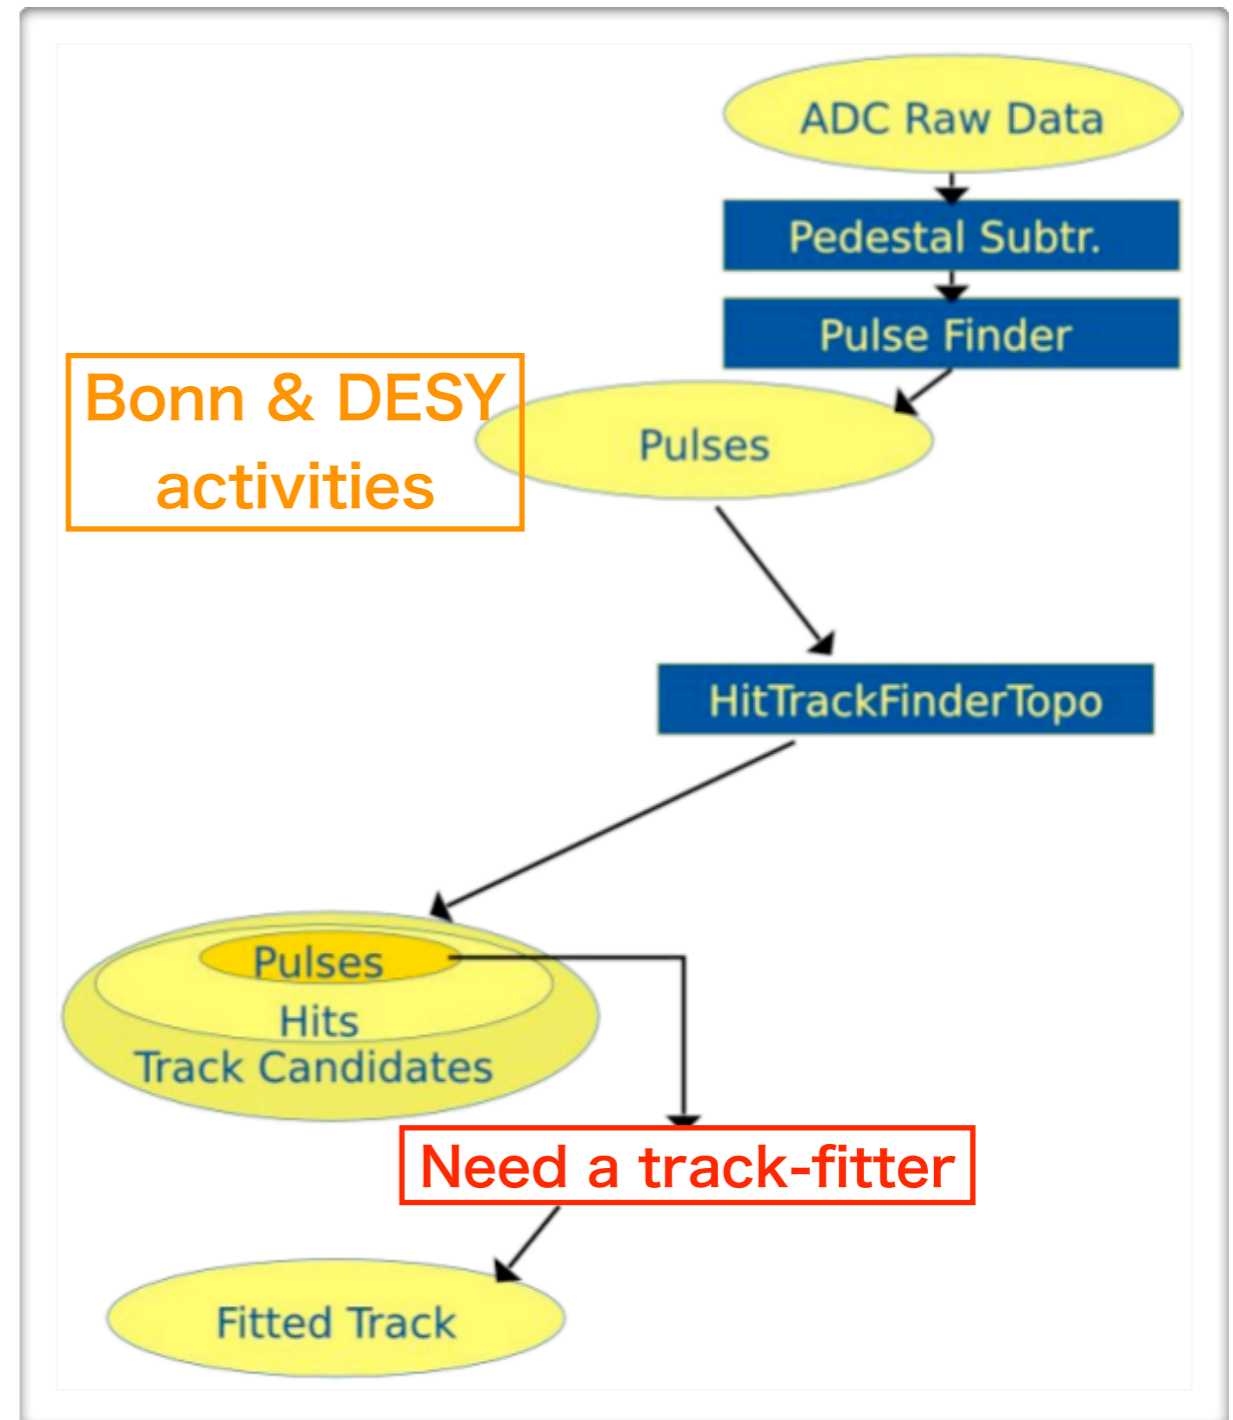 ADC Raw Data
Pedestal Subtr.
Pulse Finder
Bonn & DESY
activities
Pulses
HitTrackFinderTopo
Pulses
Hits
Track Candidates
Need a track-fitter
Fitted Track